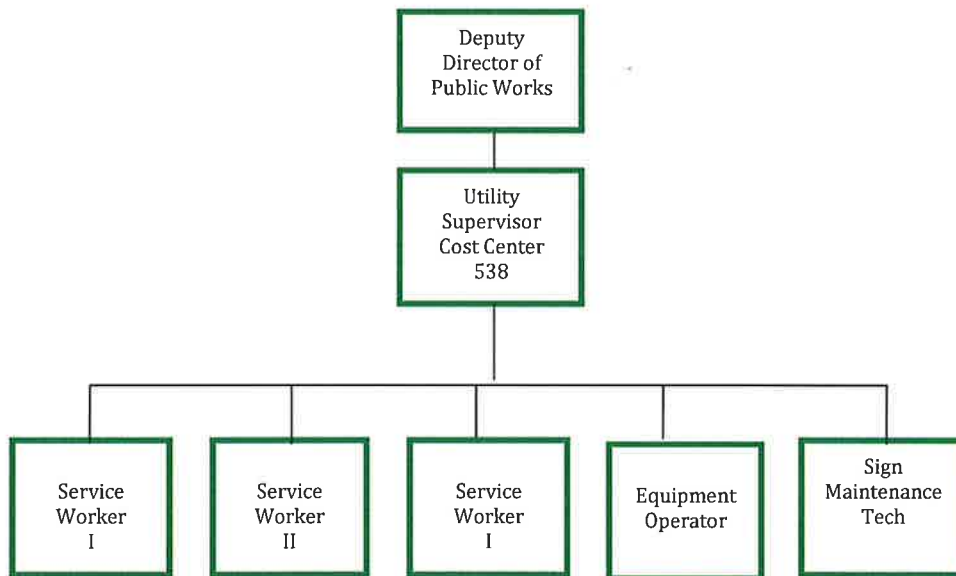 Deputy
Director of
Public Works
Utility
Supervisor
Cost Center
538
Service
Worker
I
Service
Worker
II
Service
Worker
I
Equipment
Operator
Sign
Maintenance
Tech